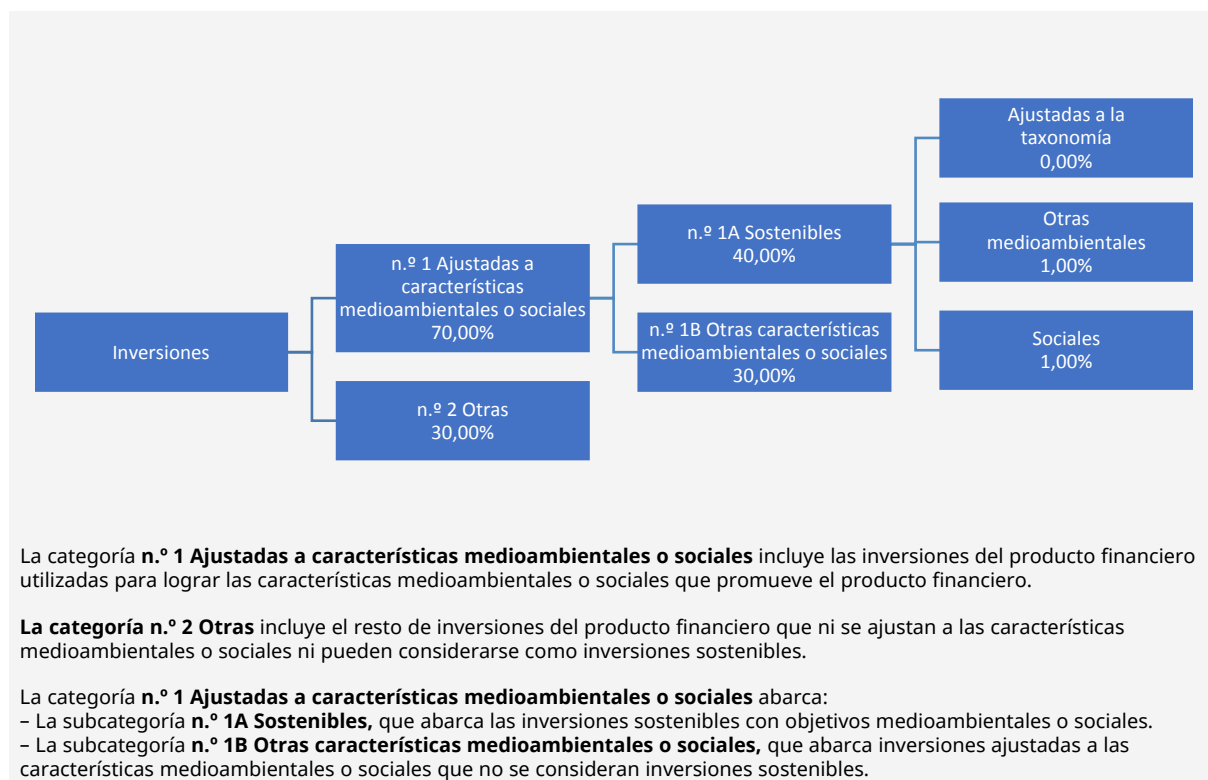 Inversiones
n.º 1 Ajustadas a
características
medioambientales o sociales
70,00%
n.º 2 Otras
30,00%
n.º 1A Sostenibles
40,00%
n.º 1B Otras características
medioambientales o sociales
30,00%
Ajustadas a la
taxonomía
0,00%
Otras
medioambientales
1,00%
Sociales
1,00%
La categoría n.º 1 Ajustadas a características medioambientales o sociales incluye las inversiones del producto financiero
utilizadas para lograr las características medioambientales o sociales que promueve el producto financiero.
La categoría n.º 2 Otras incluye el resto de inversiones del producto financiero que ni se ajustan a las características
medioambientales o sociales ni pueden considerarse como inversiones sostenibles.
La categoría n.º 1 Ajustadas a características medioambientales o sociales abarca:
– La subcategoría n.º 1A Sostenibles, que abarca las inversiones sostenibles con objetivos medioambientales o sociales.
– La subcategoría n.º 1B Otras características medioambientales o sociales, que abarca inversiones ajustadas a las
características medioambientales o sociales que no se consideran inversiones sostenibles.